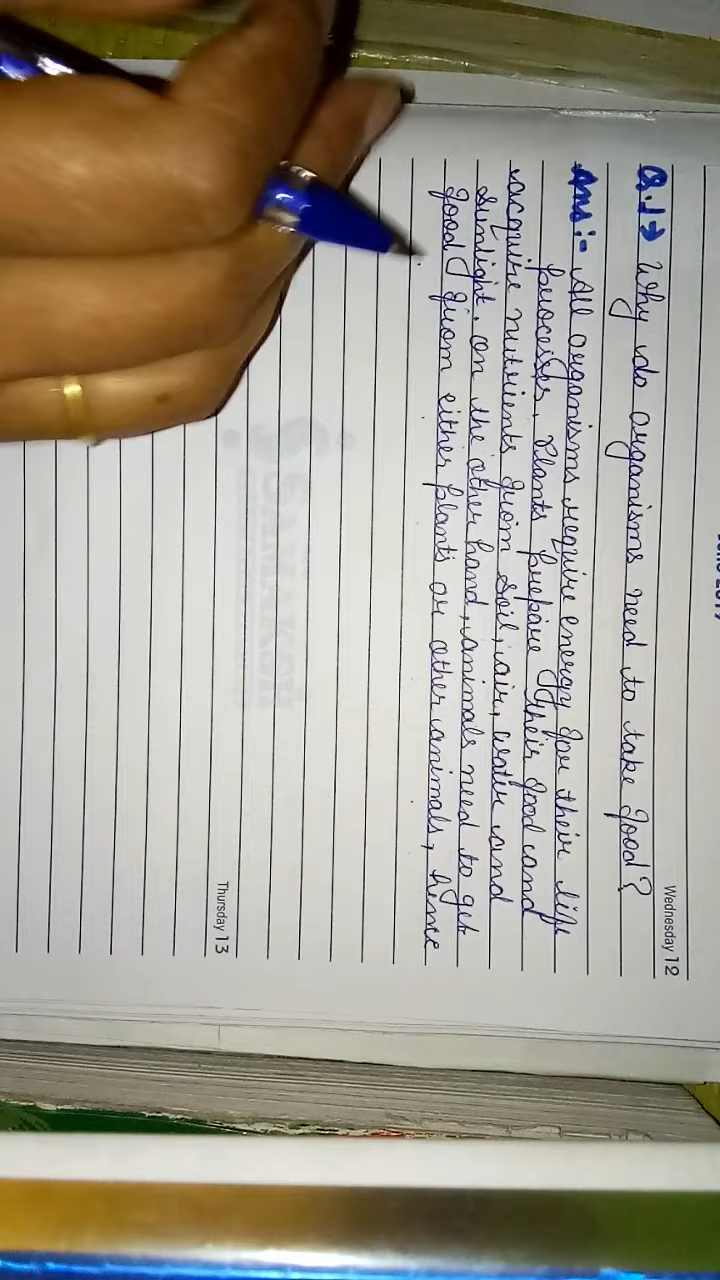 Wednesday 12
Q.1→ Why do organisms need to take food?
Ans:- All organisms require energy for their life
processes. Plants prepare their food and
acquire nutrients from soil, air, water and
sunlight. On the other hand, animals need to get
food from either plants or other animals, hence
Thursday 13